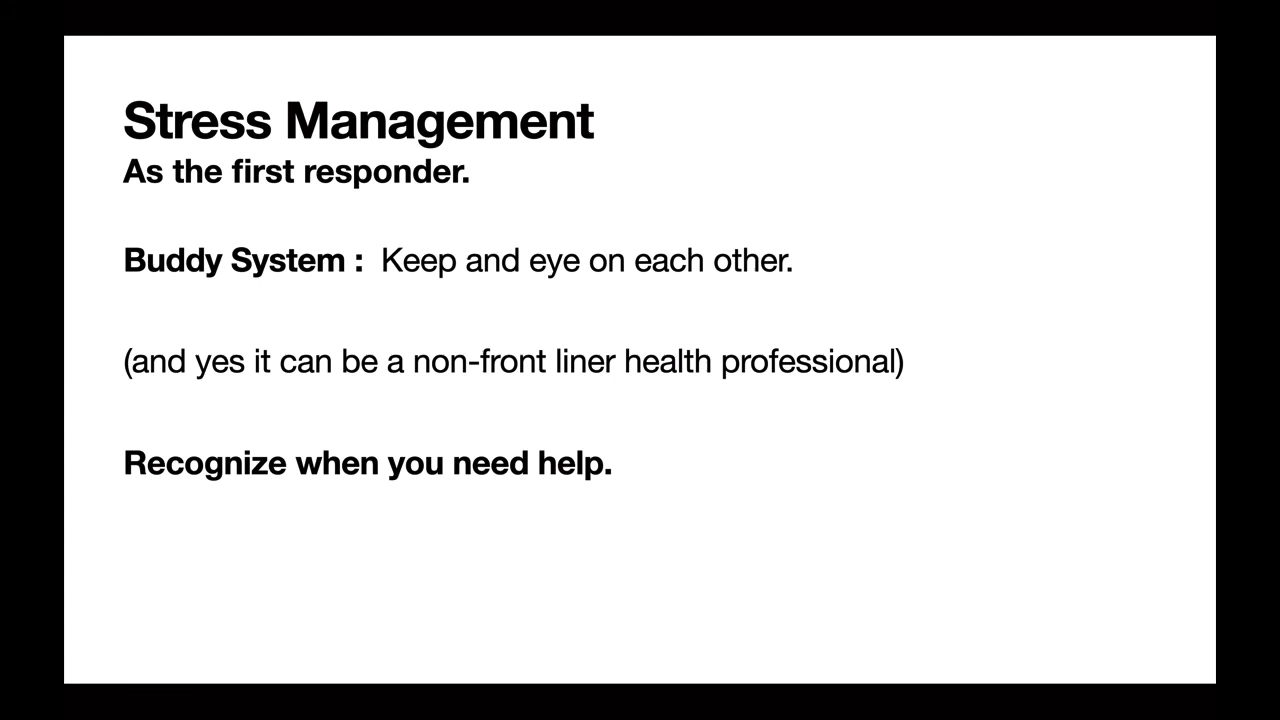 Stress Management
As the first responder.
Buddy System :  Keep and eye on each other.
(and yes it can be a non-front liner health professional)
Recognize when you need help.